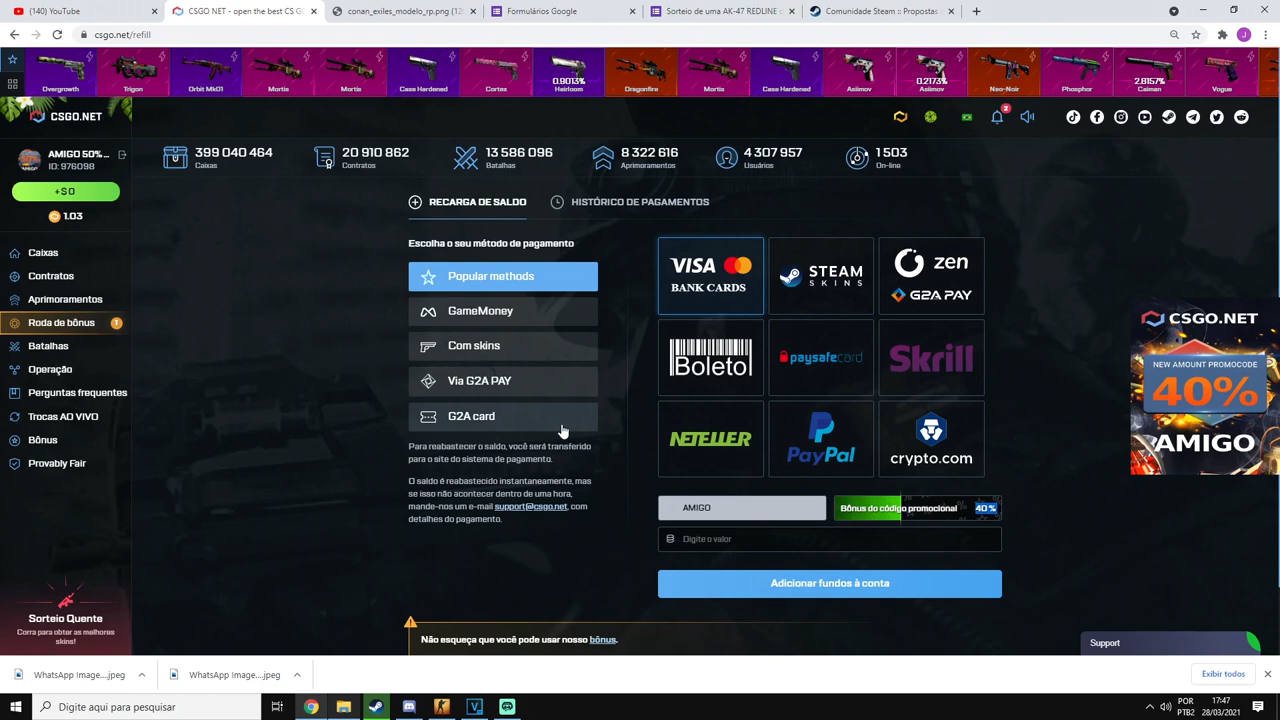 YouTube
CSGO NET - open the best CS G
conan_exiles_modelo_rp.png (12
Formulários Google
Sorteio de uma AK-47 REDLINE d
Comunidade Steam :: Propostas
csgo.net/refill
J
Overgrowth
Trigon
Orbit Mk01
Mortis
Mortis
Case Hardened
Cortex
0.9013%
Heirloom
Dragonfire
Mortis
Case Hardened
Asiimov
0.2173%
Asiimov
Neo-Noir
Phosphor
2.8157%
Caiman
Vogue
CSGO.NET
2
AMIGO 50%...
ID: 976098
+$0
1.03
399 040 464
Caixas
20 910 862
Contratos
13 586 096
Batalhas
8 322 616
Aprimoramentos
4 307 957
Usuários
1 503
On-line
Caixas
Contratos
Aprimoramentos
Roda de bônus 1
Batalhas
Operação
Perguntas frequentes
Trocas AO VIVO
Bônus
Provably Fair
Sorteio Quente
Corra para obter as melhores
skins!
RECARGA DE SALDO
HISTÓRICO DE PAGAMENTOS
Escolha o seu método de pagamento
Popular methods
GameMoney
Com skins
Via G2A PAY
G2A card
Para reabastecer o saldo, você será transferido
para o site do sistema de pagamento.
O saldo é reabastecido instantaneamente, mas
se isso não acontecer dentro de uma hora,
mande-nos um e-mail support@csgo.net, com
detalhes do pagamento.
VISA
BANK CARDS
STEAM
SKINS
zen
G2A PAY
Boleto
paysafecard
Skrill
NETELLER
PayPal
crypto.com
AMIGO
Bônus do código promocional 40 %
Digite o valor
Adicionar fundos à conta
Não esqueça que você pode usar nosso bônus.
CSGO.NET
NEW AMOUNT PROMOCODE
40%
AMIGO
Support
WhatsApp Image....jpeg
WhatsApp Image....jpeg
Exibir todos
Digite aqui para pesquisar
POR
PTB2
17:47
28/03/2021